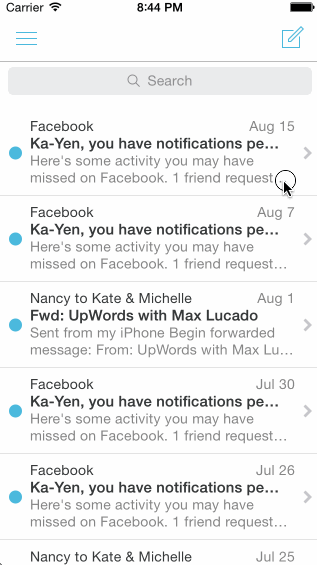 Carrier 8:44 PM
Search
Facebook Aug 15
Ka-Yen, you have notifications pe...
Here's some activity you may have
missed on Facebook. 1 friend request...
Facebook Aug 7
Ka-Yen, you have notifications pe...
Here's some activity you may have
missed on Facebook. 1 friend request...
Nancy to Kate & Michelle Aug 1
Fwd: UpWords with Max Lucado
Sent from my iPhone Begin forwarded
message: From: UpWords with Max Lu...
Facebook Jul 30
Ka-Yen, you have notifications pe...
Here's some activity you may have
missed on Facebook. 1 friend request...
Facebook Jul 26
Ka-Yen, you have notifications pe...
Here's some activity you may have
missed on Facebook. 1 friend request...
Nancy to Kate & Michelle Jul 25